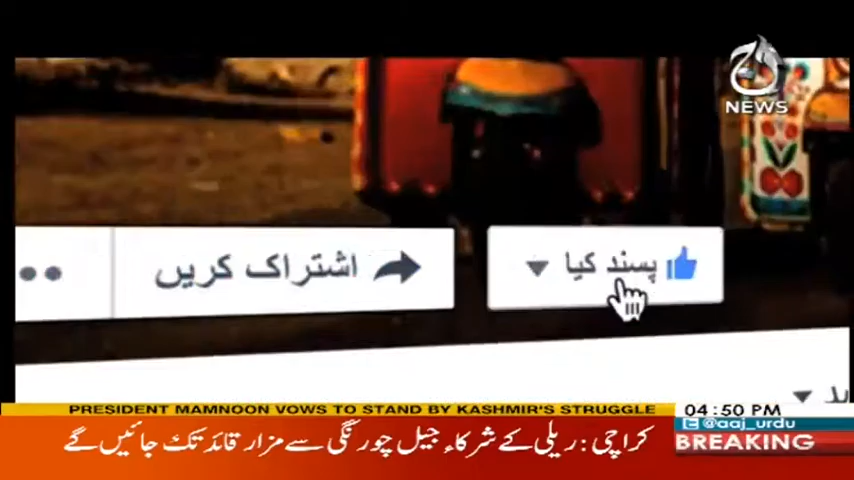 آج
NEWS
پسند کیا
اشتراک کریں
PRESIDENT MAMNOON VOWS TO STAND BY KASHMIR'S STRUGGLE
04:50 PM
@aaj_urdu
BREAKING
کراچی: ریلی کے شرکاء جیل چورنگی سے مزار قائد تک جائیں گے